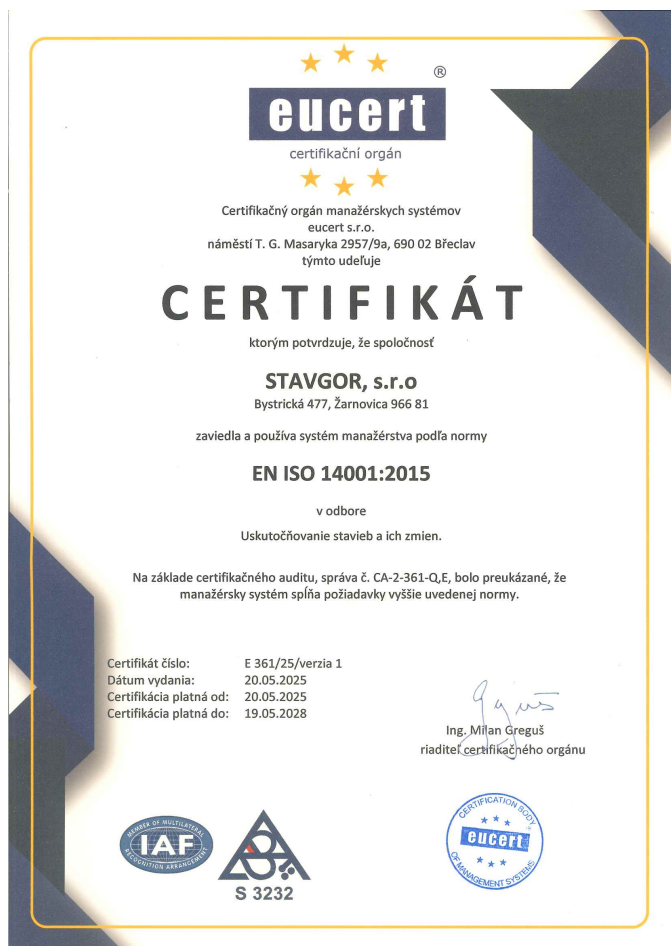 ®
eucert
certifikační orgán
Certifikačný orgán manažérskych systémov
eucert s.r.o.
náměstí T. G. Masaryka 2957/9a, 690 02 Břeclav
týmto udeľuje
CERTIFIKÁT
ktorým potvrdzuje, že spoločnosť
STAVGOR, s.r.o
Bystrická 477, Žarnovica 966 81
zaviedla a používa systém manažérstva podľa normy
EN ISO 14001:2015
v odbore
Uskutočňovanie stavieb a ich zmien.
Na základe certifikačného auditu, správa č. CA-2-361-Q,E, bolo preukázané, že
manažérsky systém spĺňa požiadavky vyššie uvedenej normy.
Certifikát číslo: E 361/25/verzia 1
Dátum vydania: 20.05.2025
Certifikácia platná od: 20.05.2025
Certifikácia platná do: 19.05.2028
Ing. Milan Greguš
riaditeľ certifikačného orgánu
MEMBER OF MULTILATERAL
IAF
RECOGNITION ARRANGEMENT
S 3232
CERTIFICATION BODY
eucert
OF MANAGEMENT SYSTEMS